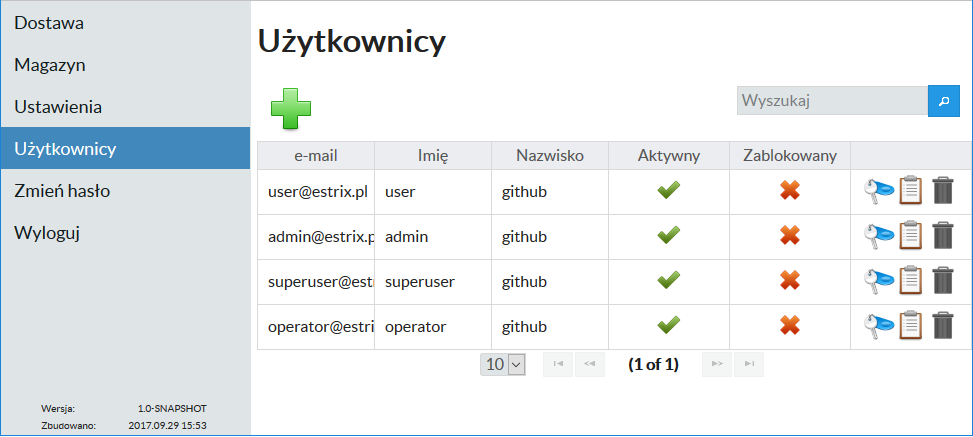 Dostawa
Magazyn
Ustawienia
Użytkownicy
Zmień hasło
Wyloguj
Wersja: 1.0-SNAPSHOT
Zbudowano: 2017.09.29 15:53
Użytkownicy
Wyszukaj
e-mail Imię Nazwisko Aktywny Zablokowany
user@estrix.pl user github
admin@estrix.p admin github
superuser@est superuser github
operator@estri operator github
10 (1 of 1)